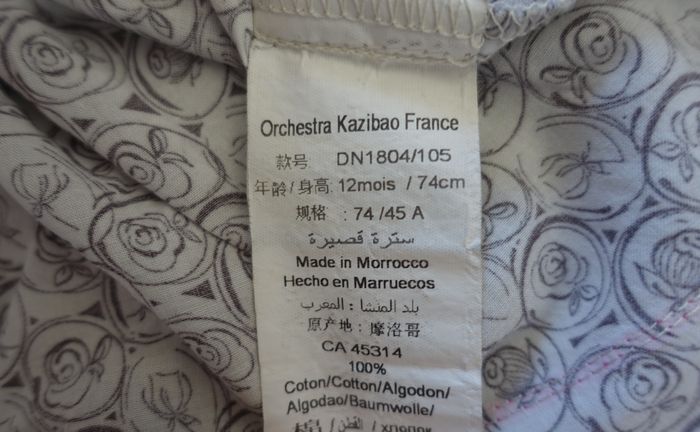 Orchestra Kazibao France
款号 DN1804/105
年龄/身高: 12mois / 74cm
规格 : 74 /45 A
سترة قصيرة
Made in Morrocco
Hecho en Marruecos
بلد المنشا : المغرب
原产地: 摩洛哥
CA 45314
100%
Coton/Cotton/Algodon/
Algodao/Baumwolle/